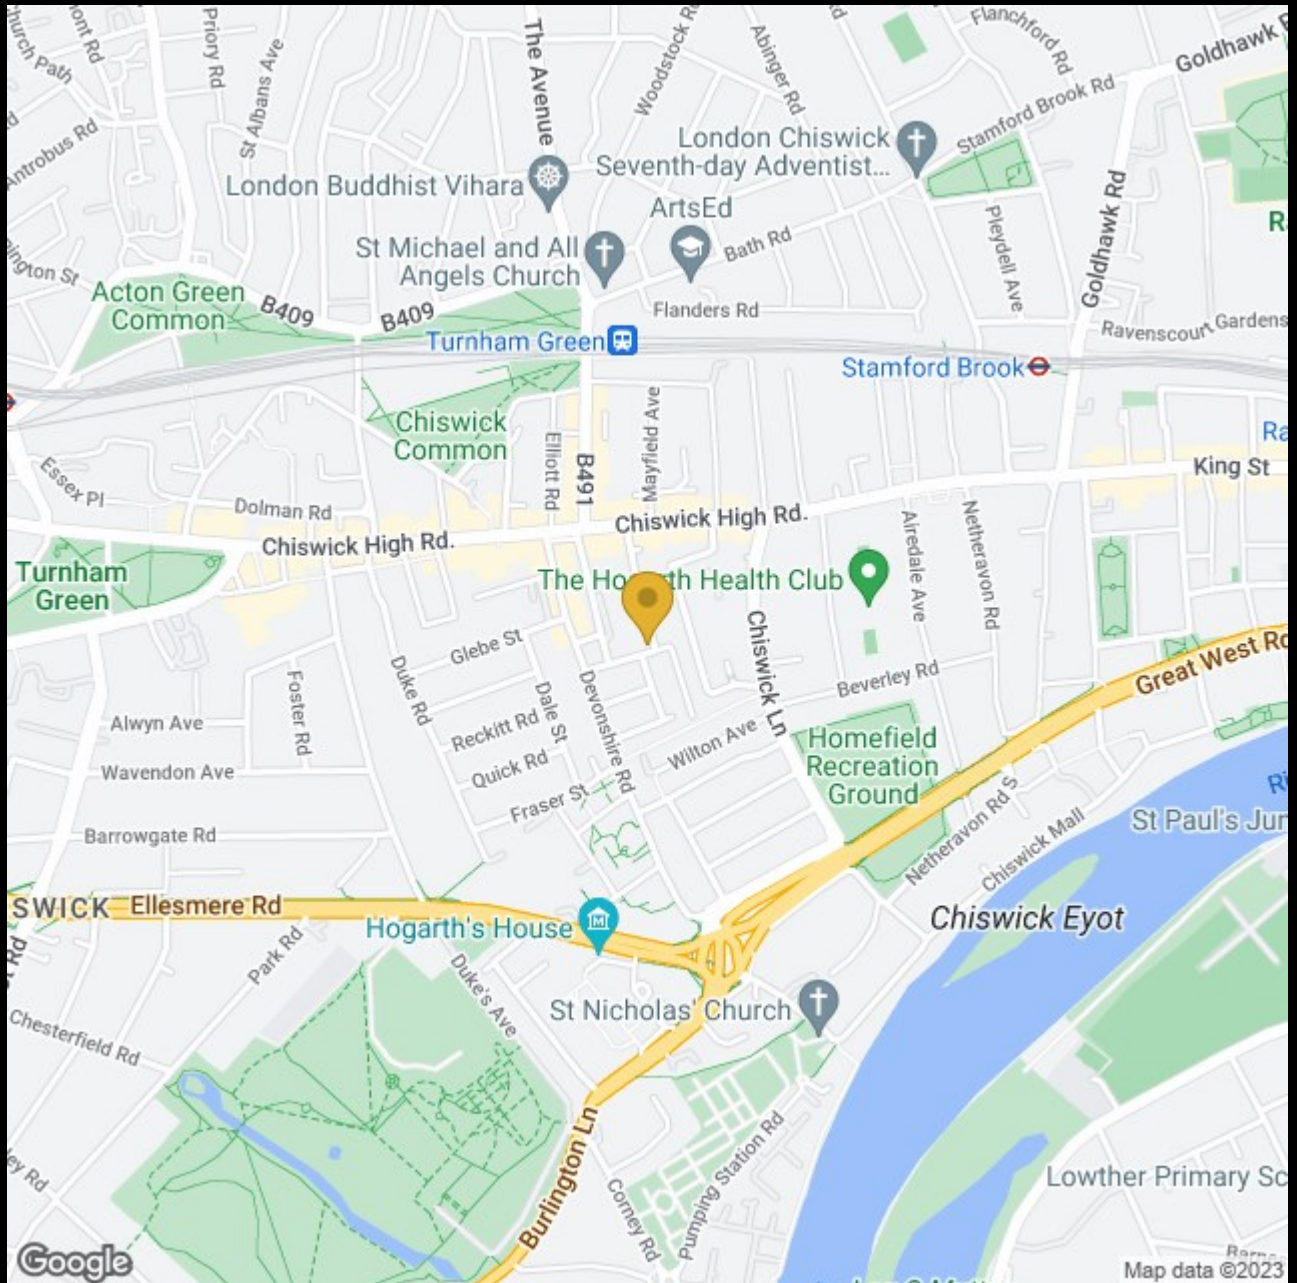 Church Path
Priory Rd
St Albans Ave
The Avenue
Woodstock
Abinger Rd
Flanchford Rd
Goldhawk
Stamford Brook Rd
Antrobus Rd
London Chiswick
Seventh-day Adventist...
London Buddhist Vihara
ArtsEd
St Michael and All
Angels Church
Bath Rd
Pleydell Ave
Goldhawk Rd
Acton Green
Common
B409
B409
Flanders Rd
Ravenscourt Gardens
Turnham Green
Stamford Brook
Chiswick
Common
Elliott Rd
B491
Mayfield Ave
King St
Essex Pl
Dolman Rd
Chiswick High Rd.
Chiswick High Rd.
Airedale Ave
Netheravon Rd
Turnham
Green
The Hogarth Health Club
Chiswick Ln
Glebe St
Duke Rd
Devonshire Rd
Dale St
Beverley Rd
Great West Rd
Foster Rd
Alwyn Ave
Reckitt Rd
Wilton Ave
Homefield
Recreation
Ground
Wavendon Ave
Quick Rd
Fraser St
Barrowgate Rd
Netheravon Rd S
Chiswick Mall
St Paul's Jun
SWICK
Ellesmere Rd
Hogarth's House
Chiswick Eyot
Park Rd
Duke's Ave
St Nicholas' Church
Chesterfield Rd
Burlington Ln
Corney Rd
Pumping Station Rd
Lowther Primary Sc
Google
Map data ©2023